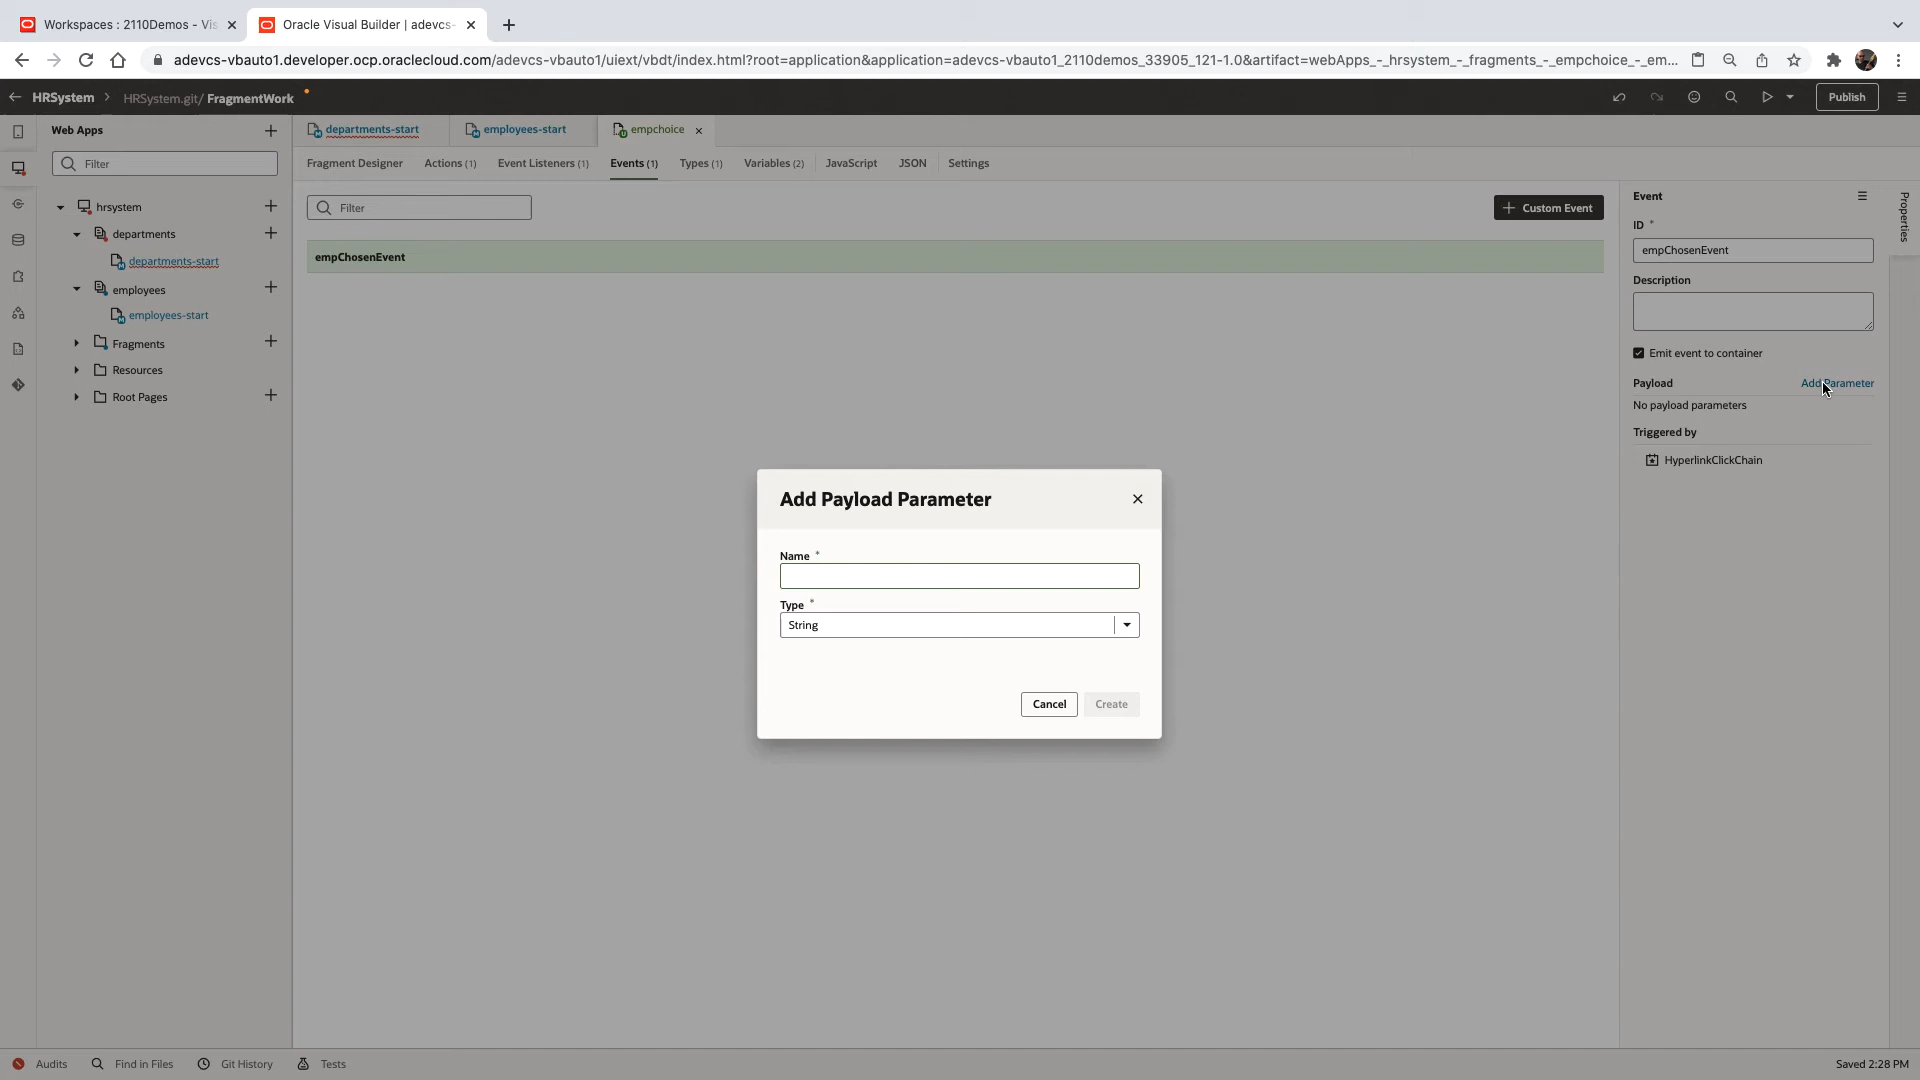 Workspaces : 2110Demos - Vis
Oracle Visual Builder | adevcs-
adevcs-vbauto1.developer.ocp.oraclecloud.com/adevcs-vbauto1/uiext/vbdt/index.html?root=application&application=adevcs-vbauto1_2110demos_33905_121-1.0&artifact=webApps_-_hrsystem_-_fragments_-_empchoice_-_em...
HRSystem
HRSystem.git/ FragmentWork
Publish
Web Apps
departments-start
employees-start
empchoice
Filter
Fragment Designer
Actions (1)
Event Listeners (1)
Events (1)
Types (1)
Variables (2)
JavaScript
JSON
Settings
hrsystem
departments
departments-start
employees
employees-start
Fragments
Resources
Root Pages
Filter
Custom Event
empChosenEvent
Event
Properties
ID *
empChosenEvent
Description
Emit event to container
Payload
Add Parameter
No payload parameters
Triggered by
HyperlinkClickChain
Add Payload Parameter
Name *
Type *
String
Cancel
Create
Audits
Find in Files
Git History
Tests
Saved 2:28 PM